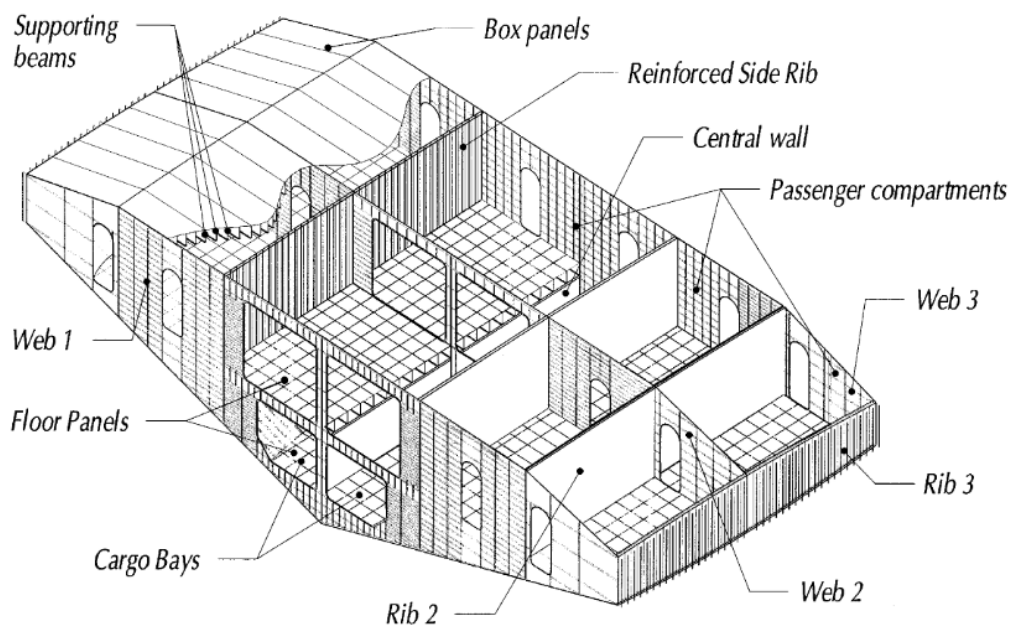 Supporting
beams
Box panels
Reinforced Side Rib
Central wall
Passenger compartments
Web 3
Web 1
Floor Panels
Rib 3
Cargo Bays
Web 2
Rib 2